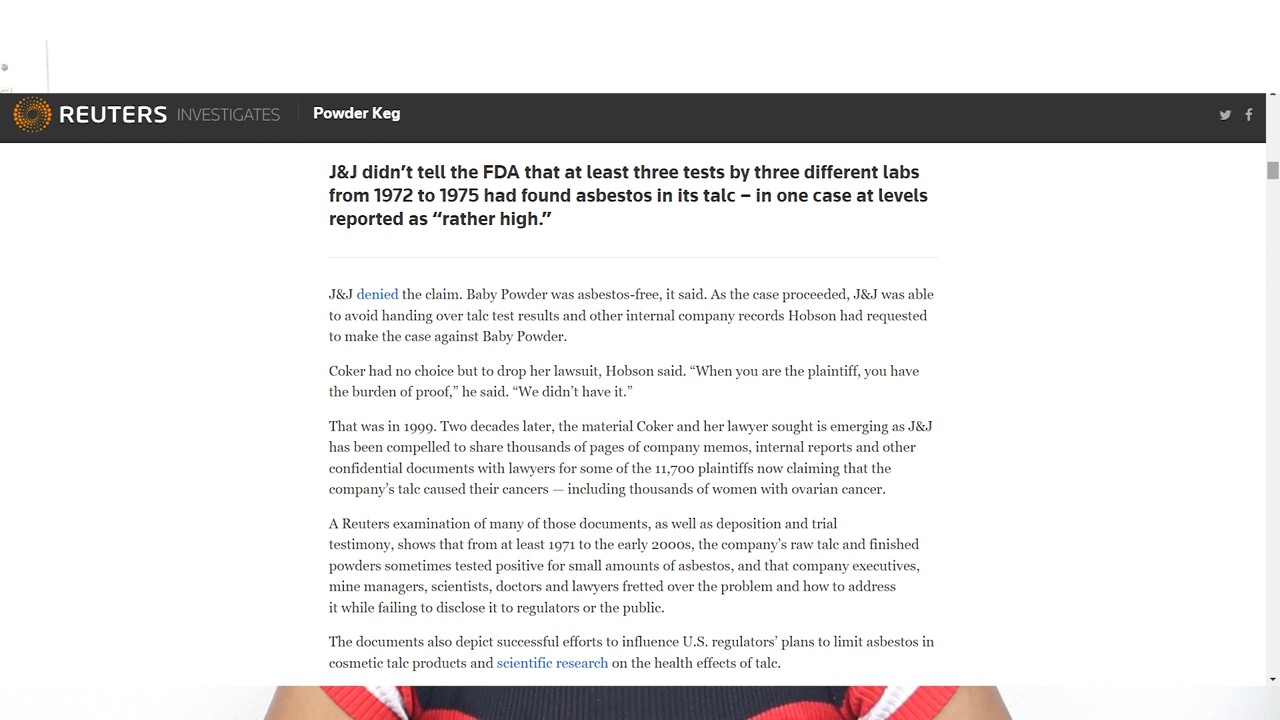 REUTERS INVESTIGATES Powder Keg
J&J didn’t tell the FDA that at least three tests by three different labs
from 1972 to 1975 had found asbestos in its talc – in one case at levels
reported as “rather high.”
J&J denied the claim. Baby Powder was asbestos-free, it said. As the case proceeded, J&J was able
to avoid handing over talc test results and other internal company records Hobson had requested
to make the case against Baby Powder.
Coker had no choice but to drop her lawsuit, Hobson said. “When you are the plaintiff, you have
the burden of proof,” he said. “We didn’t have it.”
That was in 1999. Two decades later, the material Coker and her lawyer sought is emerging as J&J
has been compelled to share thousands of pages of company memos, internal reports and other
confidential documents with lawyers for some of the 11,700 plaintiffs now claiming that the
company’s talc caused their cancers — including thousands of women with ovarian cancer.
A Reuters examination of many of those documents, as well as deposition and trial
testimony, shows that from at least 1971 to the early 2000s, the company’s raw talc and finished
powders sometimes tested positive for small amounts of asbestos, and that company executives,
mine managers, scientists, doctors and lawyers fretted over the problem and how to address
it while failing to disclose it to regulators or the public.
The documents also depict successful efforts to influence U.S. regulators’ plans to limit asbestos in
cosmetic talc products and scientific research on the health effects of talc.